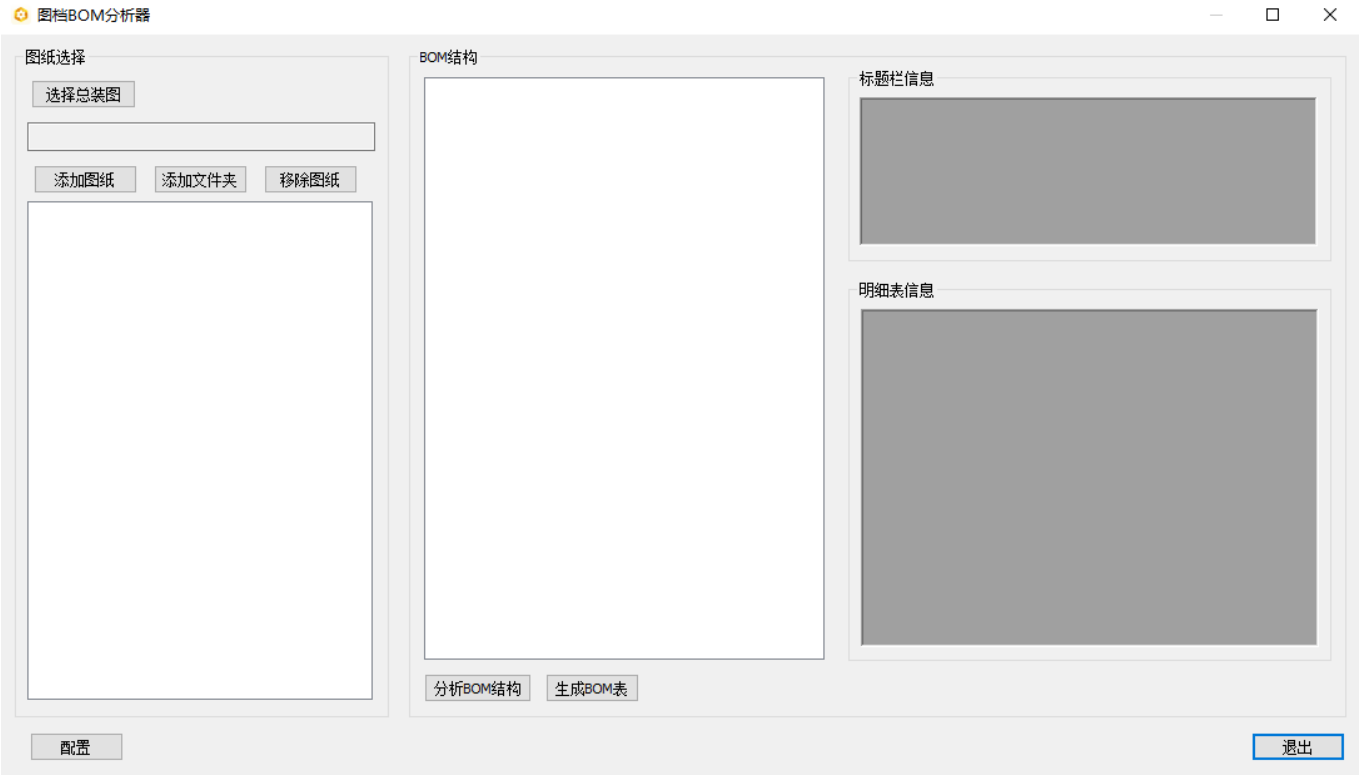 图档BOM分析器
图纸选择
选择总装图
添加图纸 添加文件夹 移除图纸
BOM结构
标题栏信息
明细表信息
分析BOM结构 生成BOM表
配置
退出